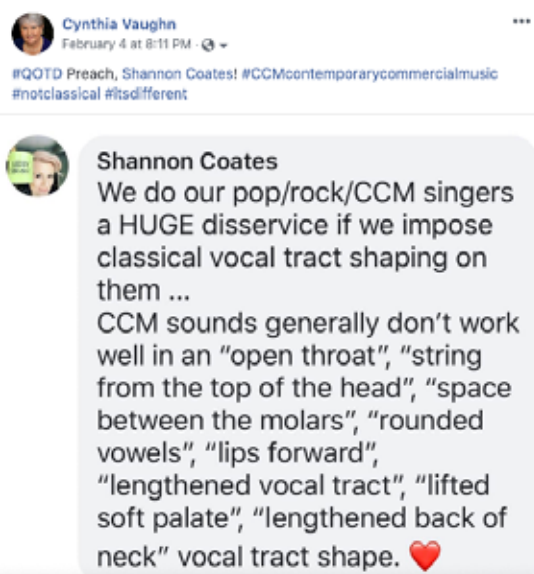 Cynthia Vaughn
February 4 at 8:11 PM ·
#QOTD Preach, Shannon Coates! #CCMcontemporarycommercialmusic
#notclassical #itsdifferent
Shannon Coates
We do our pop/rock/CCM singers
a HUGE disservice if we impose
classical vocal tract shaping on
them ...
CCM sounds generally don't work
well in an “open throat”, “string
from the top of the head”, “space
between the molars”, “rounded
vowels”, “lips forward”,
“lengthened vocal tract”, “lifted
soft palate”, “lengthened back of
neck” vocal tract shape. ❤️